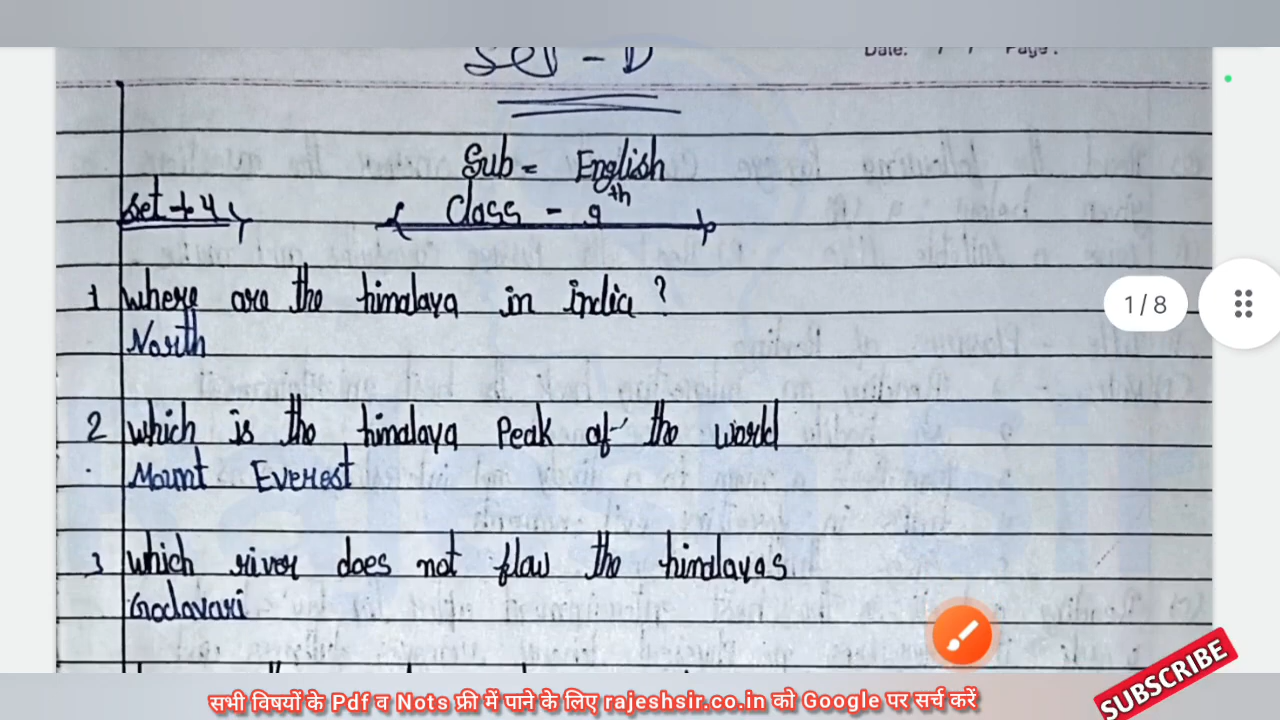 Set - D
Date: / / Page:
Sub = English
Set - 4
Class - 9th
1 where are the himalaya in india ?
North
2 which is the himalaya Peak of the world
Mount Everest
3 which river does not flow the himalayas.
Godavari
1 / 8
SUBSCRIBE
सभी विषयों के Pdf व Nots फ्री में पाने के लिए rajeshsir.co.in को Google पर सर्च करें